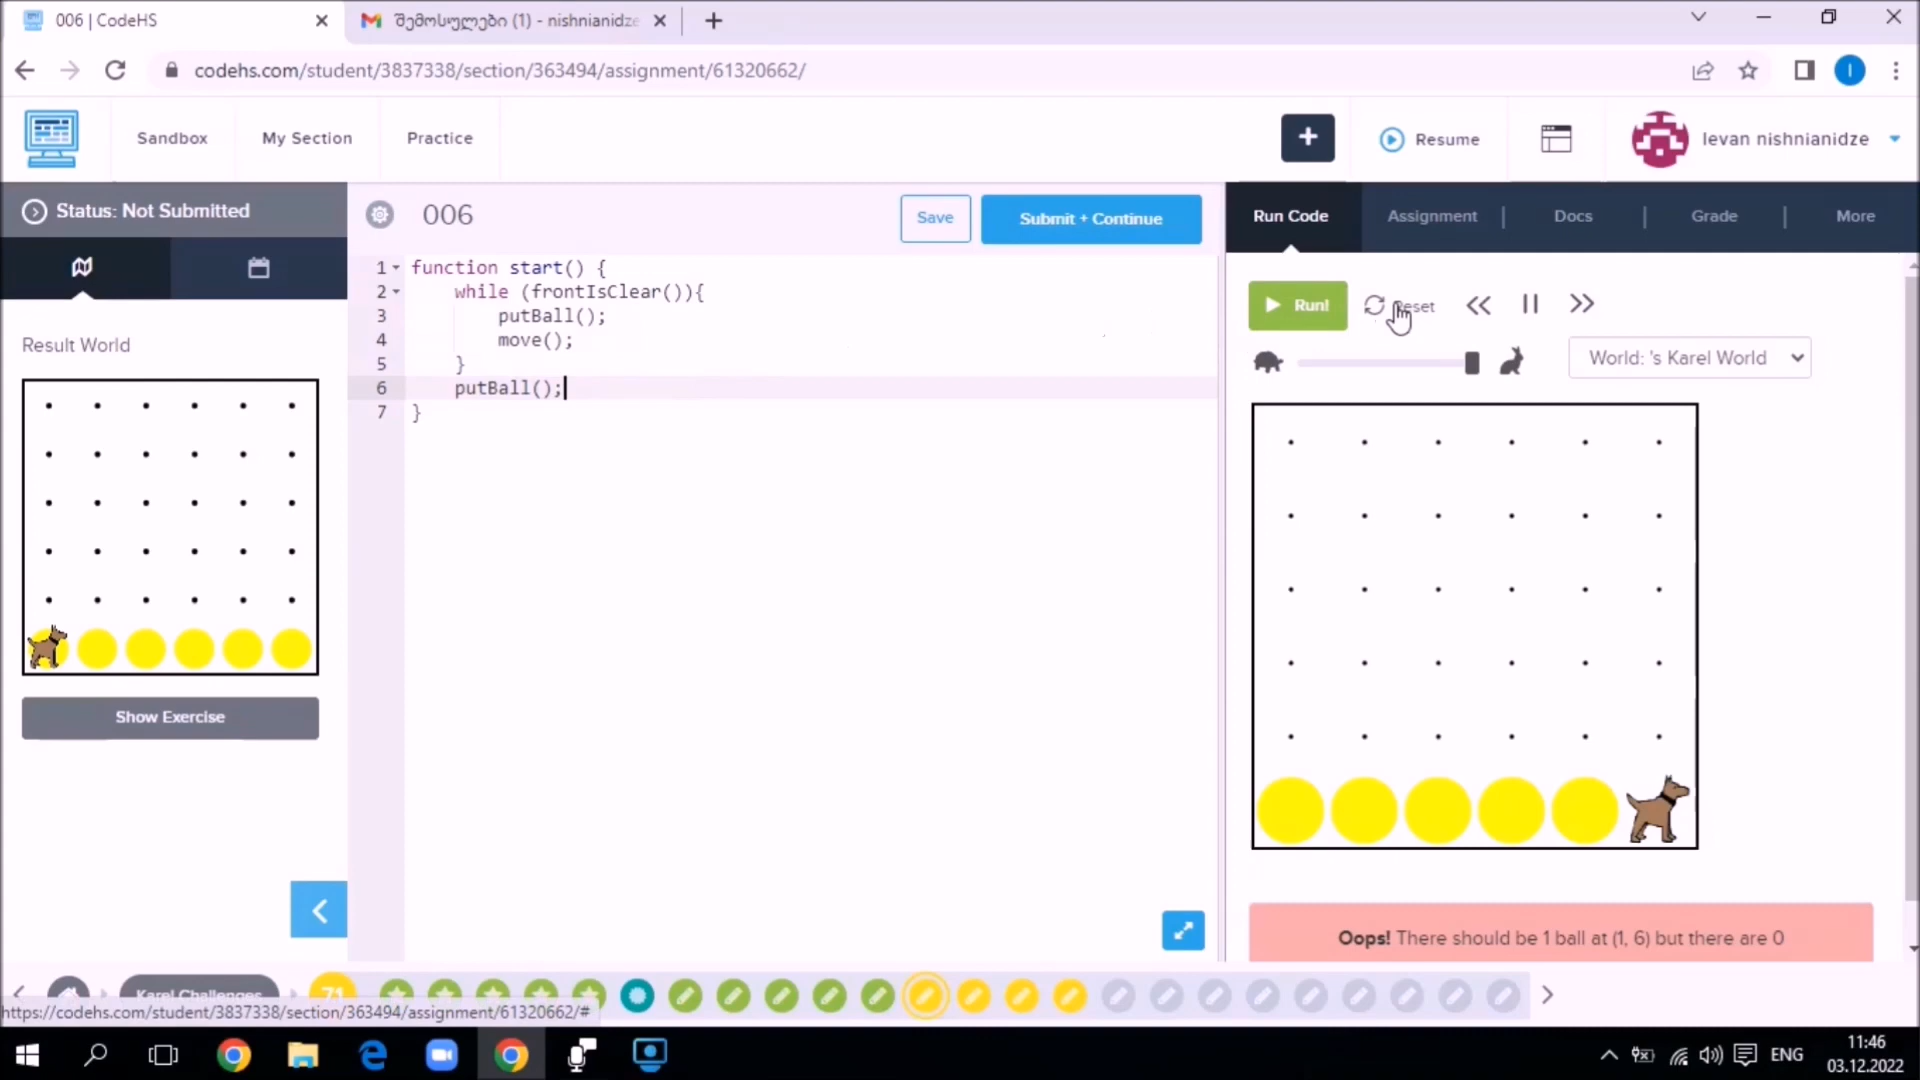 006 | CodeHS
შემოსულები (1) - nishnianidze
codehs.com/student/3837338/section/363494/assignment/61320662/
I
Sandbox
My Section
Practice
+
Resume
levan nishnianidze
Status: Not Submitted
006
Save
Submit + Continue
Run Code
Assignment
Docs
Grade
More
Result World
Show Exercise
1 function start() {
2 while (frontIsClear()){
3 putBall();
4 move();
5 }
6 putBall();
7 }
Run!
Reset
World: 's Karel World
Oops! There should be 1 ball at (1, 6) but there are 0
Karel Challenges
71
https://codehs.com/student/3837338/section/363494/assignment/61320662/#
ENG
11:46
03.12.2022